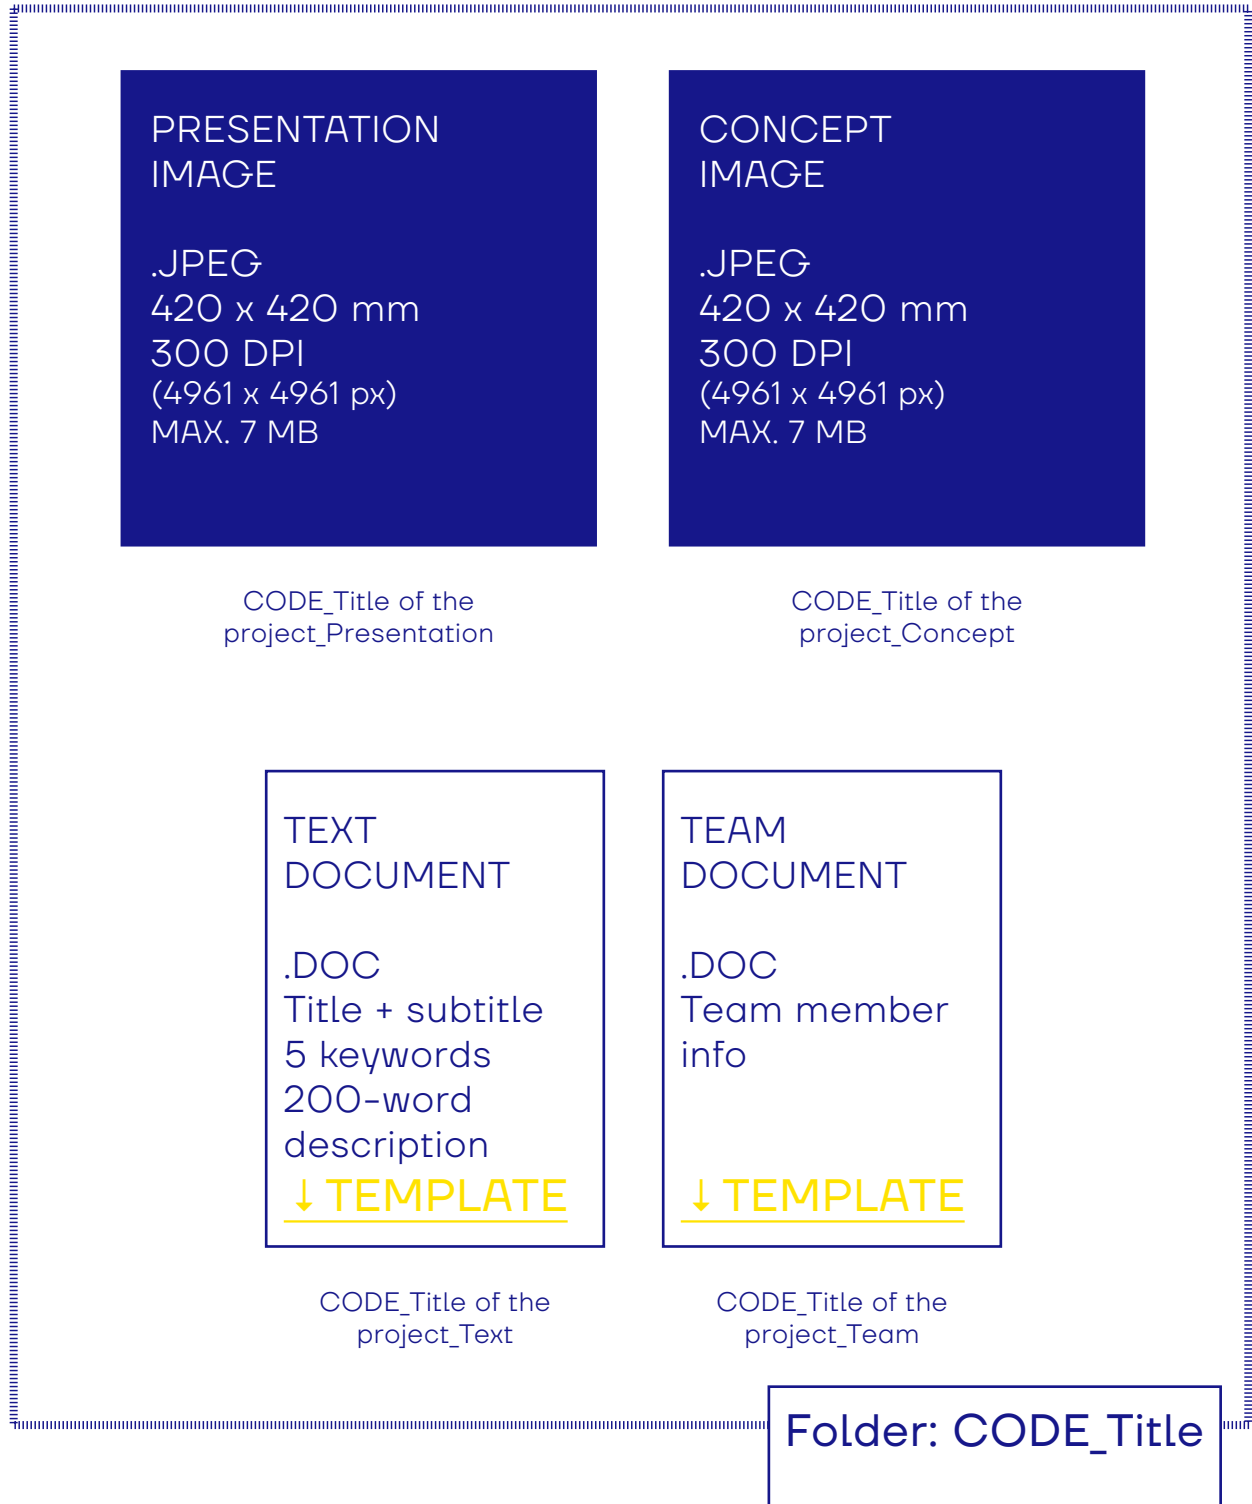 PRESENTATION
IMAGE
.JPEG
420 x 420 mm
300 DPI
(4961 x 4961 px)
MAX. 7 MB
CODE_Title of the
project_Presentation
CONCEPT
IMAGE
.JPEG
420 x 420 mm
300 DPI
(4961 x 4961 px)
MAX. 7 MB
CODE_Title of the
project_Concept
TEXT
DOCUMENT
.DOC
Title + subtitle
5 keywords
200-word
description
↓ TEMPLATE
CODE_Title of the
project_Text
TEAM
DOCUMENT
.DOC
Team member
info
↓ TEMPLATE
CODE_Title of the
project_Team
Folder: CODE_Title